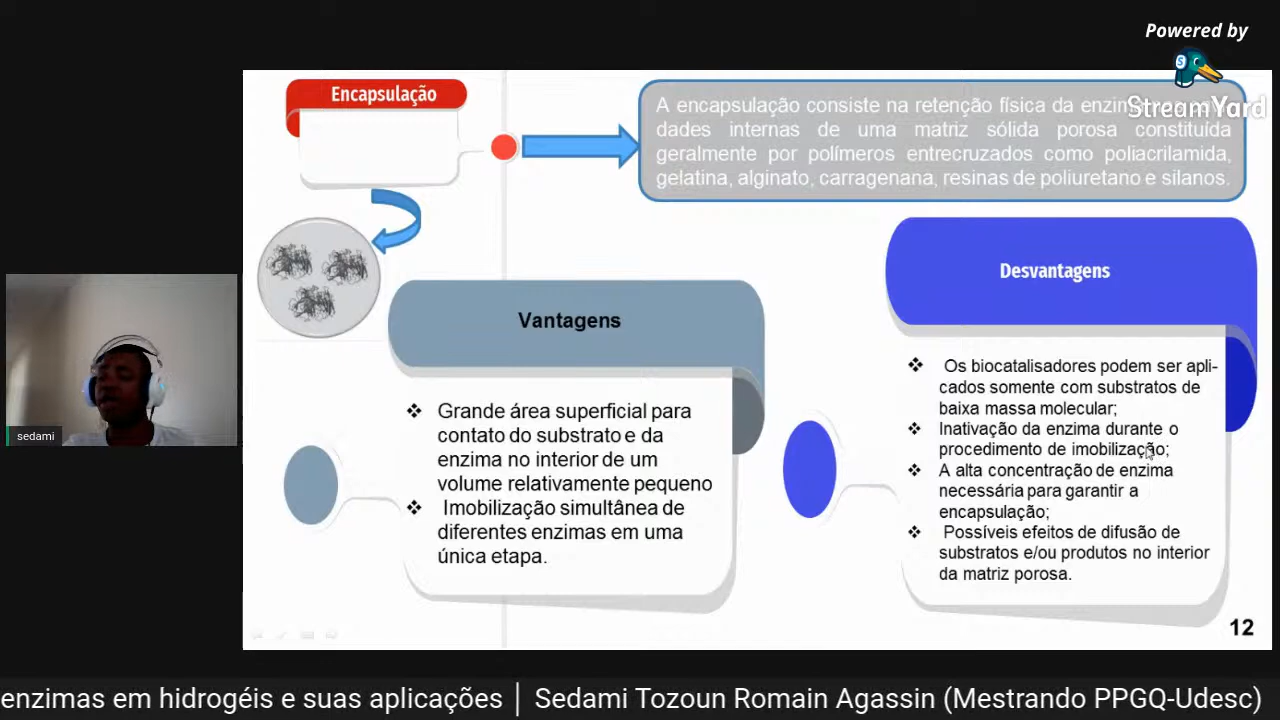 Powered by
StreamYard
Encapsulação
A encapsulação consiste na retenção física da
dades internas de uma matriz sólida porosa constituída
geralmente por polímeros entrecruzados como poliacrilamida,
gelatina, alginato, carragenana, resinas de poliuretano e silanos.
Desvantagens
Vantagens
Os biocatalisadores podem ser apli-
cados somente com substratos de
baixa massa molecular;
Inativação da enzima durante o
procedimento de imobilização;
A alta concentração de enzima
necessária para garantir a
encapsulação;
Possíveis efeitos de difusão de
substratos e/ou produtos no interior
da matriz porosa.
Grande área superficial para
contato do substrato e da
enzima no interior de um
volume relativamente pequeno
Imobilização simultânea de
diferentes enzimas em uma
única etapa.
sedami
12
enzimas em hidrogéis e suas aplicações | Sedami Tozoun Romain Agassin (Mestrando PPGQ-Udesc)